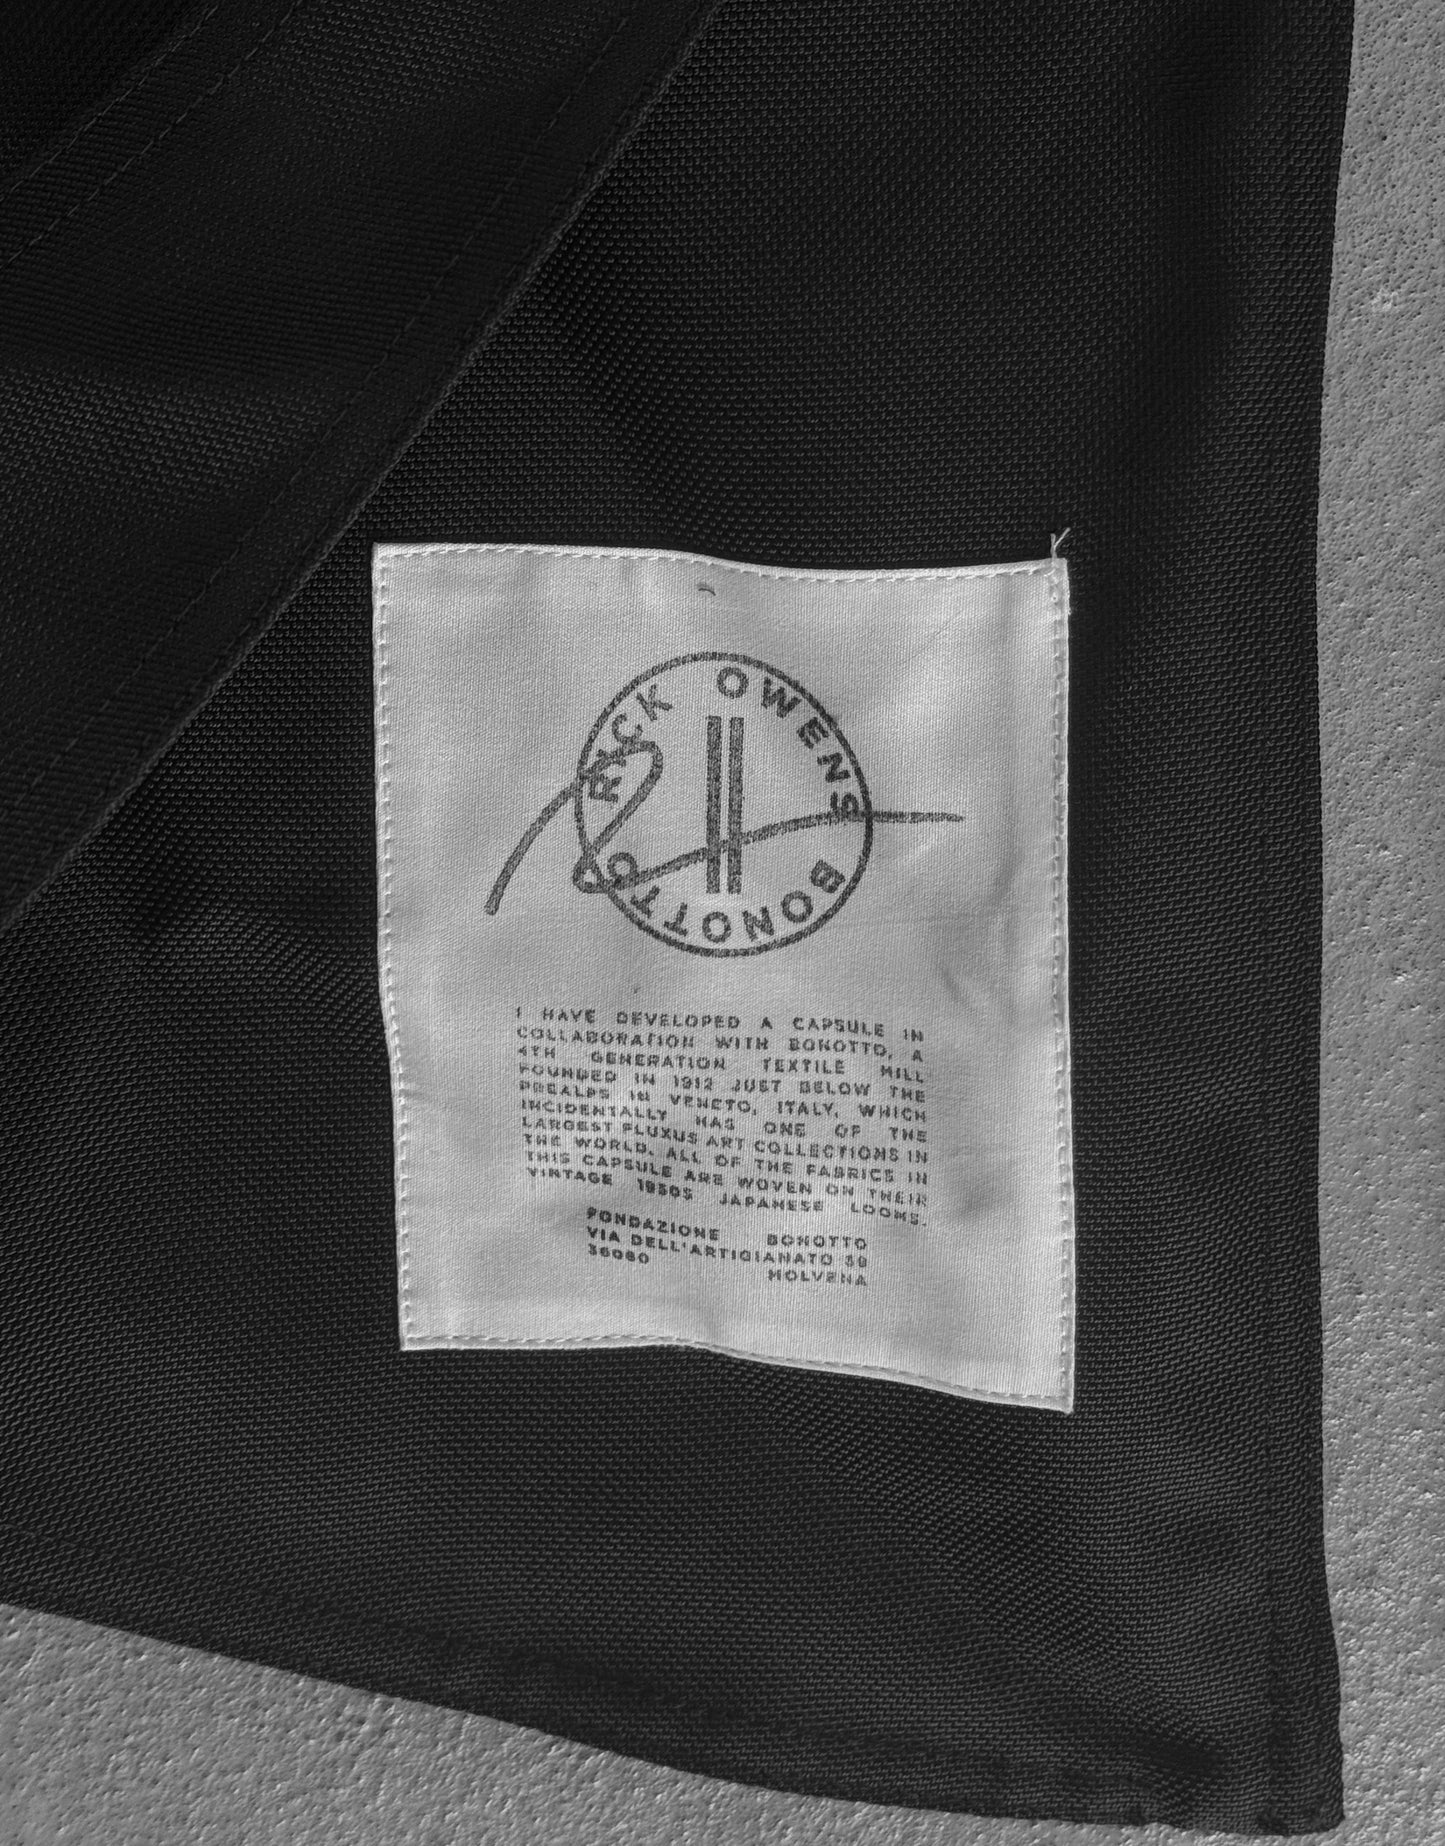 RICK OWENS
BONOTTO
I HAVE DEVELOPED A CAPSULE IN
COLLABORATION WITH BONOTTO, A
4TH GENERATION TEXTILE MILL
FOUNDED IN 1912 JUST BELOW THE
PREALPS IN VENETO, ITALY, WHICH
INCIDENTALLY HAS ONE OF THE
LARGEST FLUXUS ART COLLECTIONS IN
THE WORLD. ALL OF THE FABRICS IN
THIS CAPSULE ARE WOVEN ON THEIR
VINTAGE 1950S JAPANESE LOOMS.
FONDAZIONE BONOTTO
VIA DELL'ARTIGIANATO
36060 MOLVENA